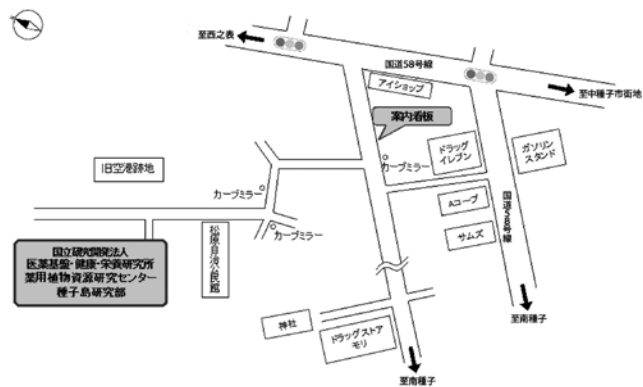 至西之表
国道58号線
アイショップ
至中種子市街地
案内看板
ドラッグ
イレブン
ガソリン
スタンド
カーブミラー
旧空港跡地
カーブミラー
Aコープ
国道58号線
サムズ
カーブミラー
松原自治公民館
国立研究開発法人
医薬基盤・健康・栄養研究所
薬用植物資源研究センター
種子島研究部
神社
ドラッグストア
モリ
至南種子
至南種子